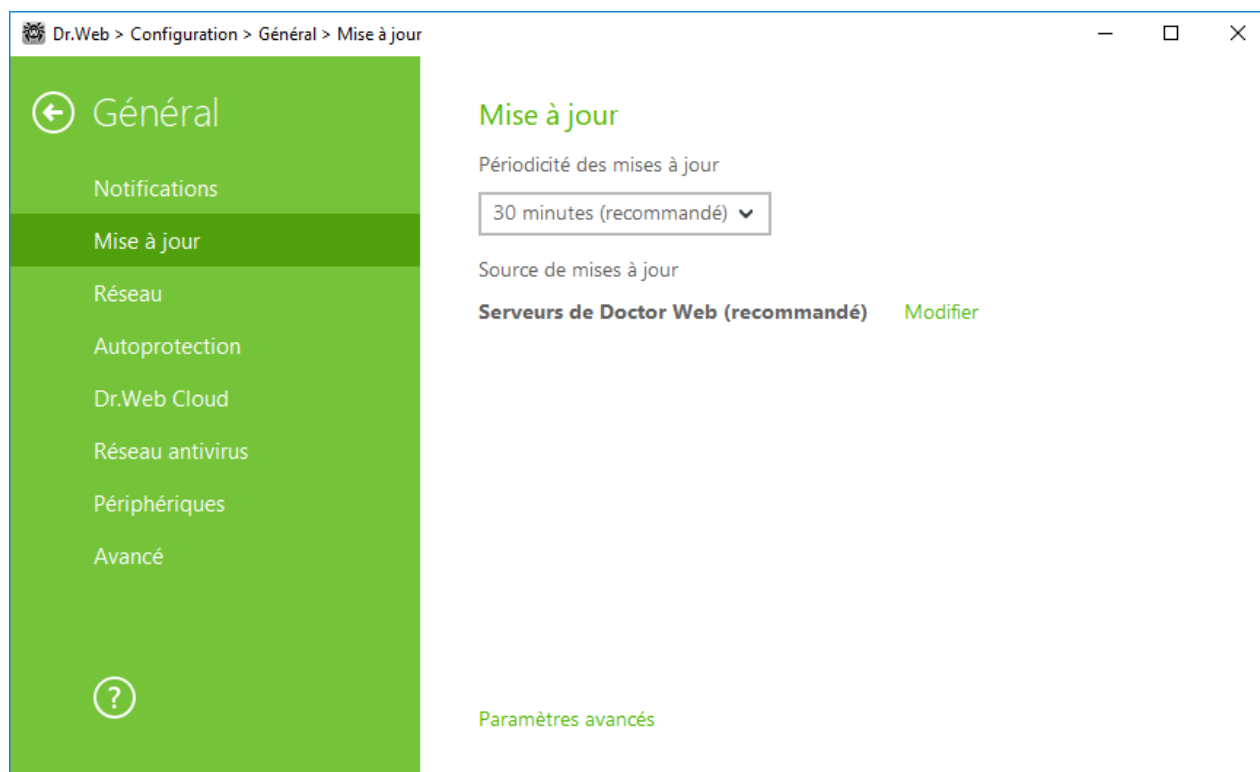 Dr.Web > Configuration > Général > Mise à jour
Général
Notifications
Mise à jour
Réseau
Autoprotection
Dr.Web Cloud
Réseau antivirus
Périphériques
Avancé
?
Mise à jour
Périodicité des mises à jour
30 minutes (recommandé)
Source de mises à jour
Serveurs de Doctor Web (recommandé) Modifier
Paramètres avancés